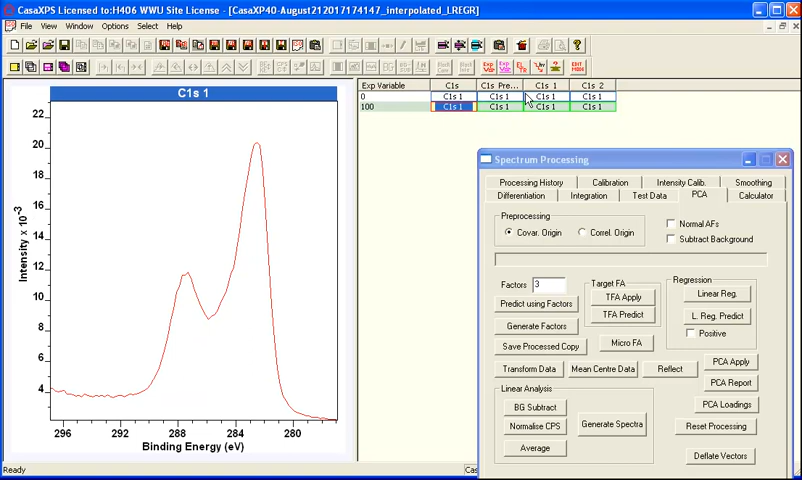 CasaXPS Licensed to:H406 WWU Site License - [CasaXP40-August212017174147_interpolated_LREGR]
File View Window Options Select Help
C1s 1
Exp Variable C1s C1s Pre... C1s 1 C1s 2
0 C1s 1 C1s 1 C1s 1 C1s 1
100 C1s 1 C1s 1 C1s 1 C1s 1
Intensity x 10⁻³
22
20
18
16
14
12
10
8
6
4
296 292 288 284 280
Binding Energy (eV)
Spectrum Processing
Processing History Calibration Intensity Calib. Smoothing
Differentiation Integration Test Data PCA Calculator
Preprocessing
Covar. Origin Correl. Origin
Normal AFs
Subtract Background
Factors 3
Target FA
Regression
Predict using Factors TFA Apply Linear Reg.
Generate Factors TFA Predict L. Reg. Predict
Positive
Save Processed Copy Micro FA
Transform Data Mean Centre Data Reflect PCA Apply
PCA Report
Linear Analysis
BG Subtract PCA Loadings
Normalise CPS Generate Spectra Reset Processing
Average Deflate Vectors
Ready
Cas